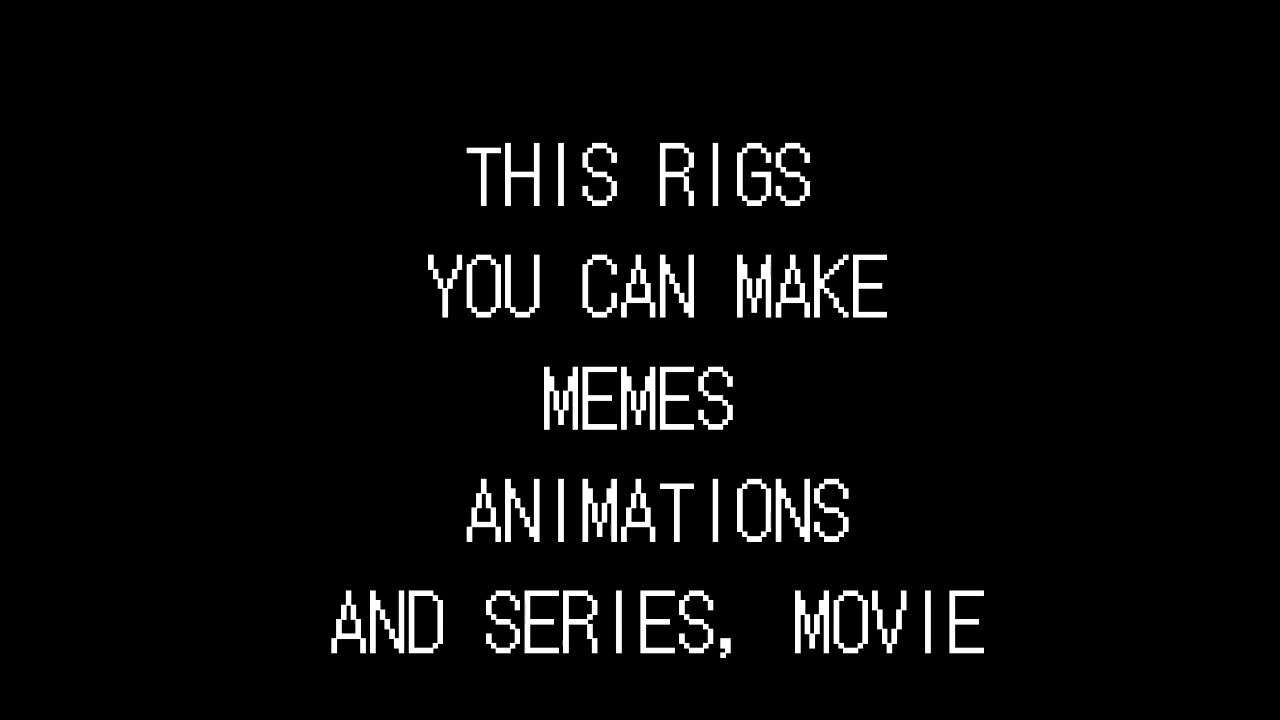 THIS RIGS
YOU CAN MAKE
MEMES
ANIMATIONS
AND SERIES, MOVIE